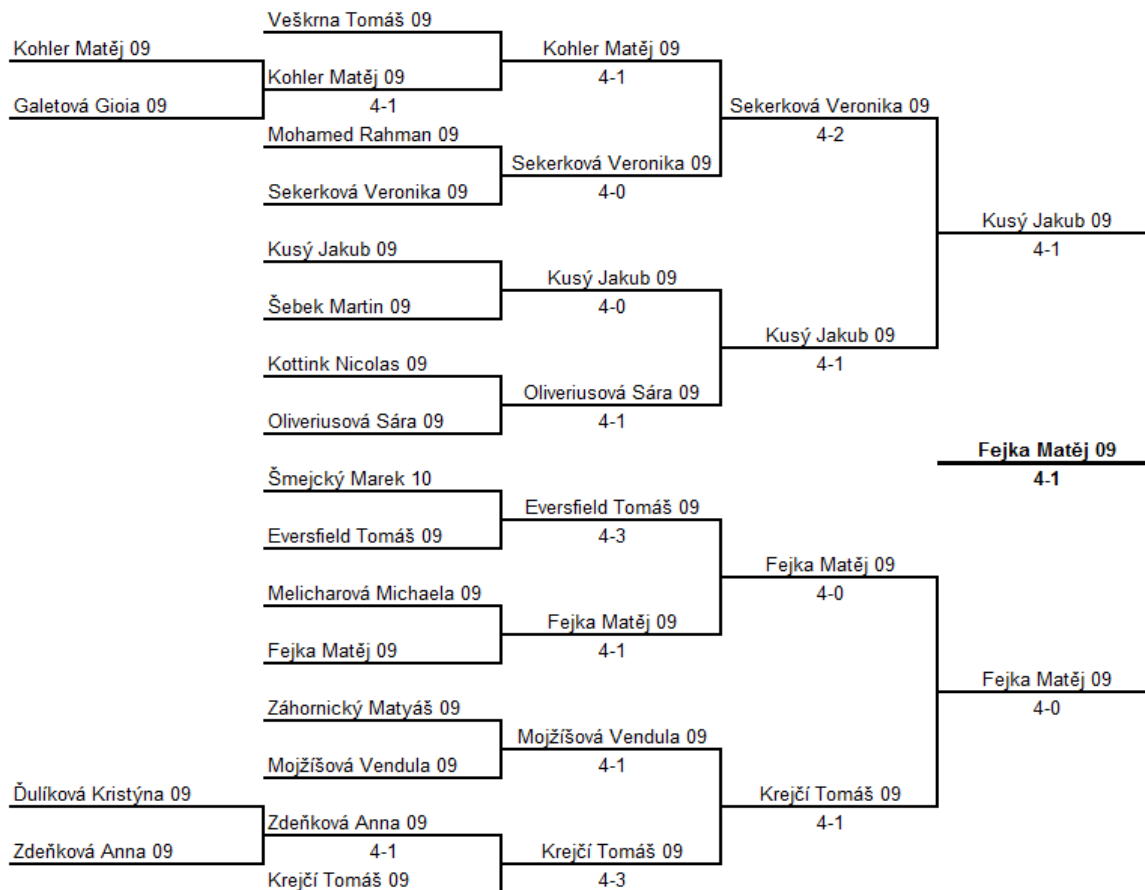 Veškrna Tomáš 09
Kohler Matěj 09
Kohler Matěj 09
Kohler Matěj 09
4-1
Galetová Gioia 09
4-1
Sekerková Veronika 09
4-2
Mohamed Rahman 09
Sekerková Veronika 09
Sekerková Veronika 09
4-0
Kusý Jakub 09
4-1
Kusý Jakub 09
Kusý Jakub 09
Šebek Martin 09
4-0
Kusý Jakub 09
4-1
Kottink Nicolas 09
Oliveriusová Sára 09
Oliveriusová Sára 09
4-1
Fejka Matěj 09
4-1
Šmejcký Marek 10
Eversfield Tomáš 09
Eversfield Tomáš 09
4-3
Fejka Matěj 09
4-0
Melicharová Michaela 09
Fejka Matěj 09
Fejka Matěj 09
4-1
Fejka Matěj 09
4-0
Záhornický Matyáš 09
Mojžíšová Vendula 09
Mojžíšová Vendula 09
4-1
Ďulíková Kristýna 09
Krejčí Tomáš 09
4-1
Zdeňková Anna 09
Zdeňková Anna 09
4-1
Krejčí Tomáš 09
Krejčí Tomáš 09
4-3